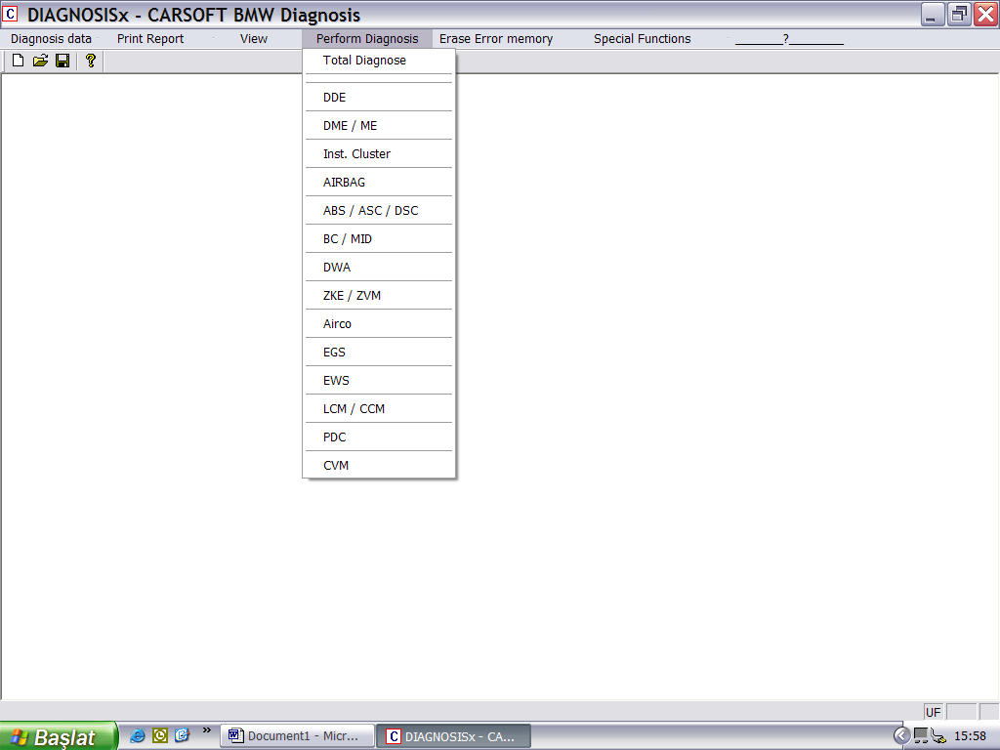 C DIAGNOSISx - CARSOFT BMW Diagnosis
Diagnosis data Print Report View Perform Diagnosis Erase Error memory Special Functions _______?________
?
Total Diagnose
DDE
DME / ME
Inst. Cluster
AIRBAG
ABS / ASC / DSC
BC / MID
DWA
ZKE / ZVM
Airco
EGS
EWS
LCM / CCM
PDC
CVM
UF
Başlat » Document1 - Micr... C DIAGNOSISx - CA... 15:58